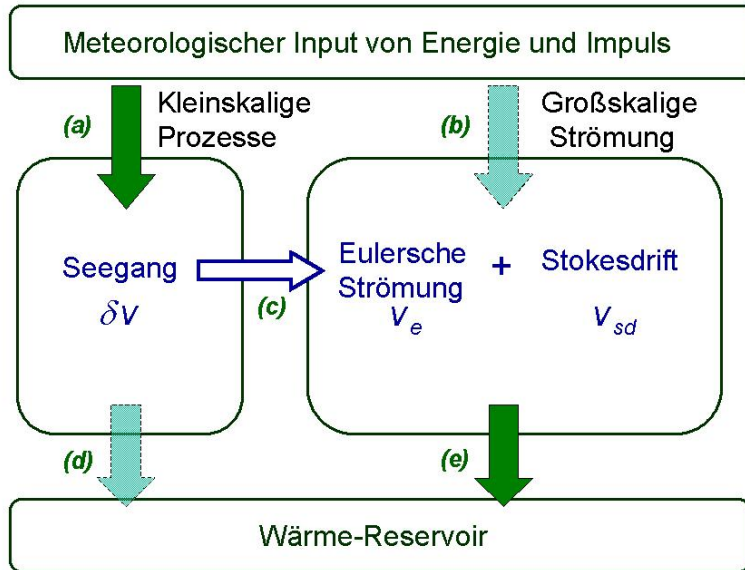 Meteorologischer Input von Energie und Impuls
(a)
Kleinskalige
Prozesse
(b)
Großskalige
Strömung
Seegang
δv
(c)
Eulersche
Strömung
v_e
+
Stokesdrift
v_sd
(d)
(e)
Wärme-Reservoir